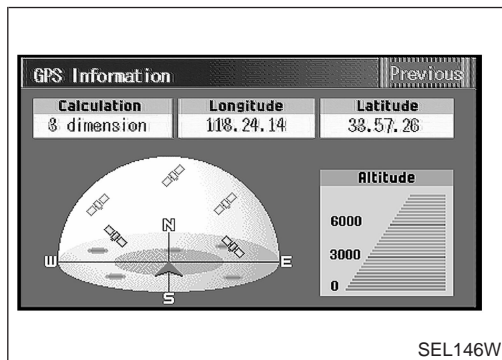 GPS Information Previous
Calculation Longitude Latitude
3 dimension 118.24.14 33.57.26
Altitude
6000
N
3000
W E
0
S
SEL146W